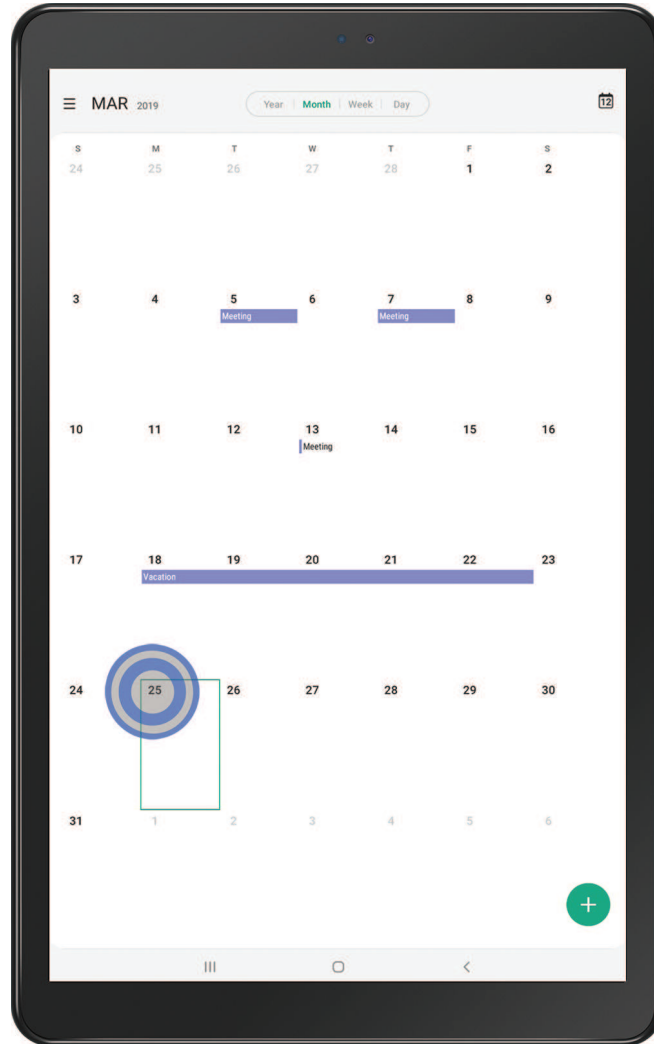 MAR 2019 Year Month Week Day 12
S M T W T F S
24 25 26 27 28 1 2
3 4 5 6 7 8 9
Meeting Meeting
10 11 12 13 14 15 16
Meeting
17 18 19 20 21 22 23
Vacation
24 25 26 27 28 29 30
31 1 2 3 4 5 6